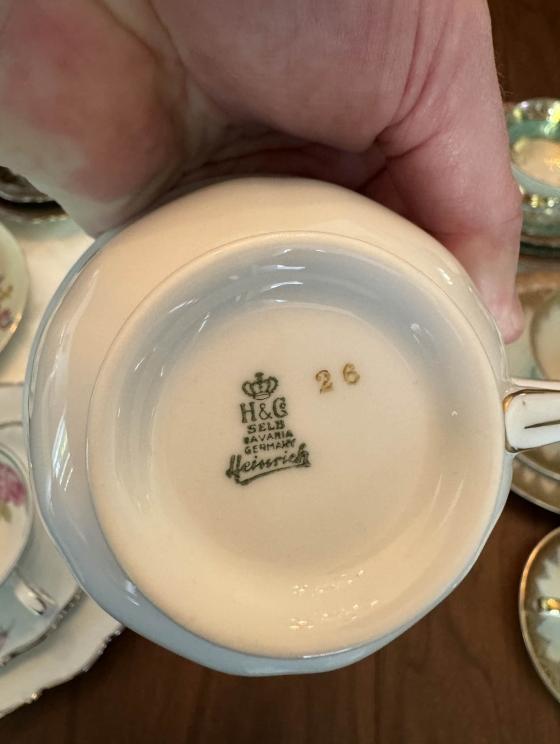 H&C
SELB
BAVARIA
GERMANY
Heinrich
26